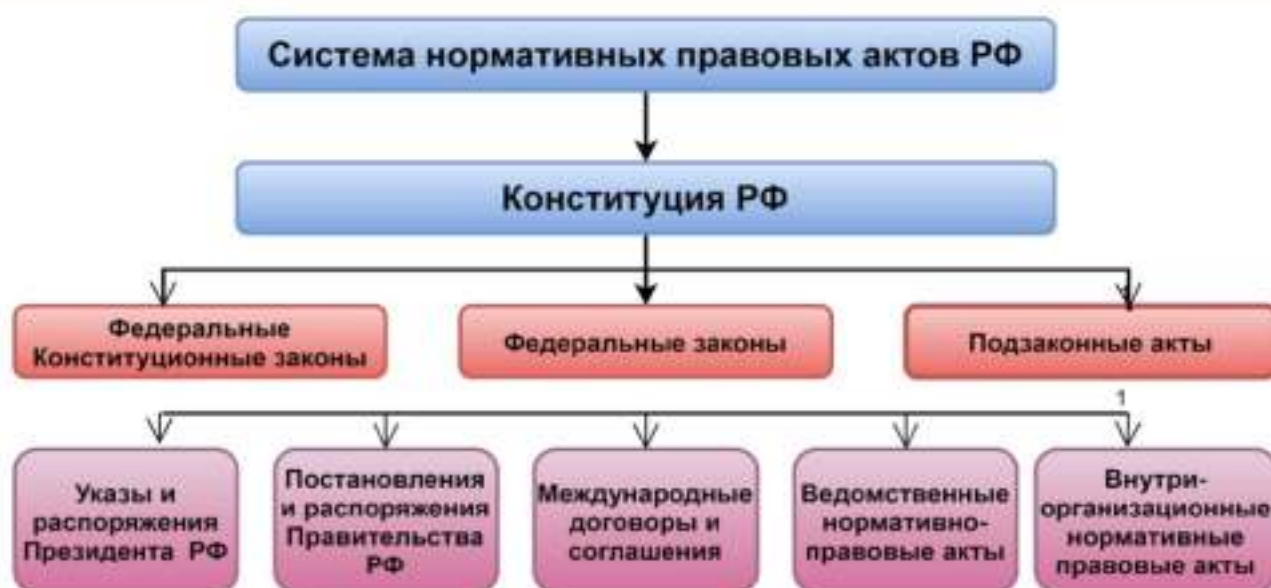 Система нормативных правовых актов РФ
Конституция РФ
Федеральные
Конституционные законы
Федеральные законы
Подзаконные акты
1
Указы и
распоряжения
Президента РФ
Постановления
и распоряжения
Правительства
РФ
Международные
договоры и
соглашения
Ведомственные
нормативно-
правовые акты
Внутри-
организационные
нормативные
правовые акты